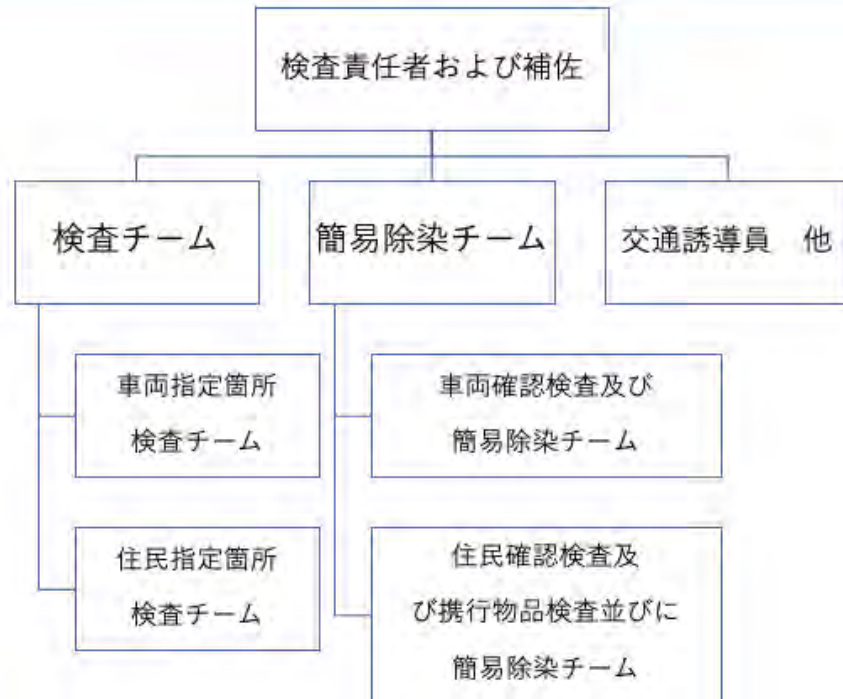 検査責任者および補佐
検査チーム
簡易除染チーム
交通誘導員　他
車両指定箇所
検査チーム
車両確認検査及び
簡易除染チーム
住民指定箇所
検査チーム
住民確認検査及
び携行物品検査並びに
簡易除染チーム